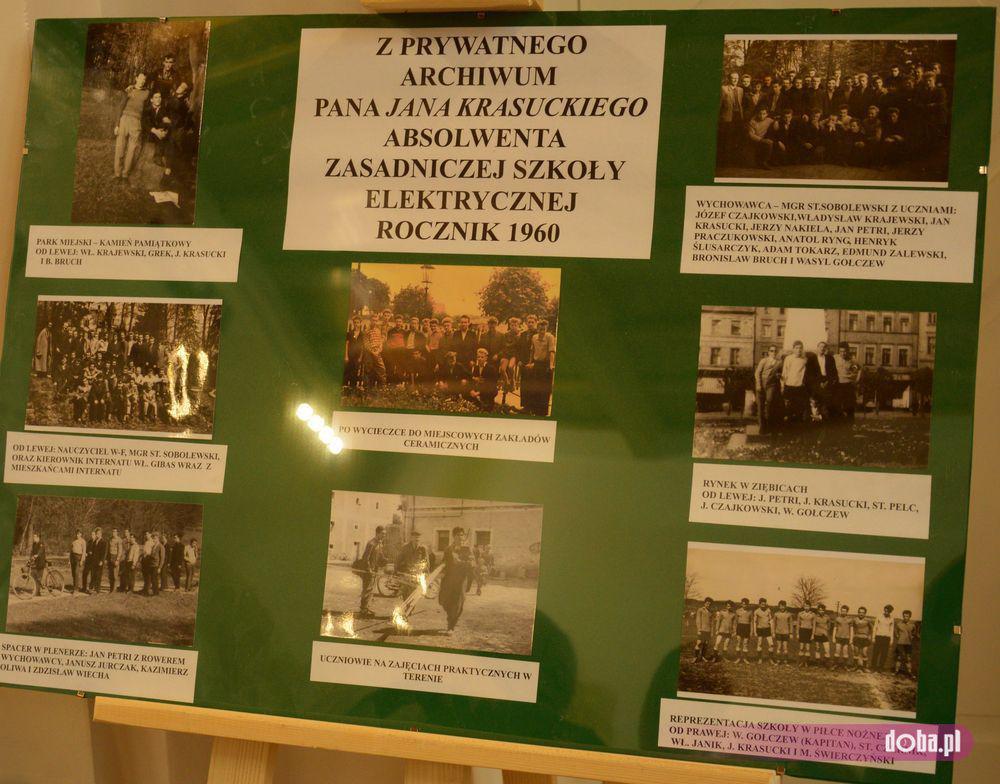 Z PRYWATNEGO
ARCHIWUM
PANA JANA KRASUCKIEGO
ABSOLWENTA
ZASADNICZEJ SZKOŁY
ELEKTRYCZNEJ
ROCZNIK 1960
PARK MIEJSKI – KAMIEŃ PAMIĄTKOWY
OD LEWEJ: WŁ. KRAJEWSKI, GREK, J. KRASUCKI
I B. BRUCH
WYCHOWAWCA – MGR ST.SOBOLEWSKI Z UCZNIAMI:
JÓZEF CZAJKOWSKI,WŁADYSŁAW KRAJEWSKI, JAN
KRASUCKI, JERZY NAKIELA, JAN PETRI, JERZY
PRACZUKOWSKI, ANATOL RYNG, HENRYK
ŚLUSARCZYK, ADAM TOKARZ, EDMUND ZALEWSKI,
BRONISŁAW BRUCH I WASYL GOŁCZEW
OD LEWEJ: NAUCZYCIEL W-F, MGR ST. SOBOLEWSKI,
ORAZ KIEROWNIK INTERNATU WŁ. GIBAS WRAZ Z
MIESZKAŃCAMI INTERNATU
PO WYCIECZCE DO MIEJSCOWYCH ZAKŁADÓW
CERAMICZNYCH
RYNEK W ZIĘBICACH
OD LEWEJ: J. PETRI, J. KRASUCKI, ST. PELC,
J. CZAJKOWSKI, W. GOŁCZEW
SPACER W PLENERZE: JAN PETRI Z ROWEREM
WYCHOWAWCY, JANUSZ JURCZAK, KAZIMIERZ
OLIWA I ZDZISŁAW WIECHA
UCZNIOWIE NA ZAJĘCIACH PRAKTYCZNYCH W
TERENIE
REPREZENTACJA SZKOŁY W PIŁCE NOŻNEJ
OD PRAWEJ: W. GOŁCZEW (KAPITAN), ST.
WŁ. JANIK, J. KRASUCKI I M. ŚWIERCZYŃSKI
doba.pl